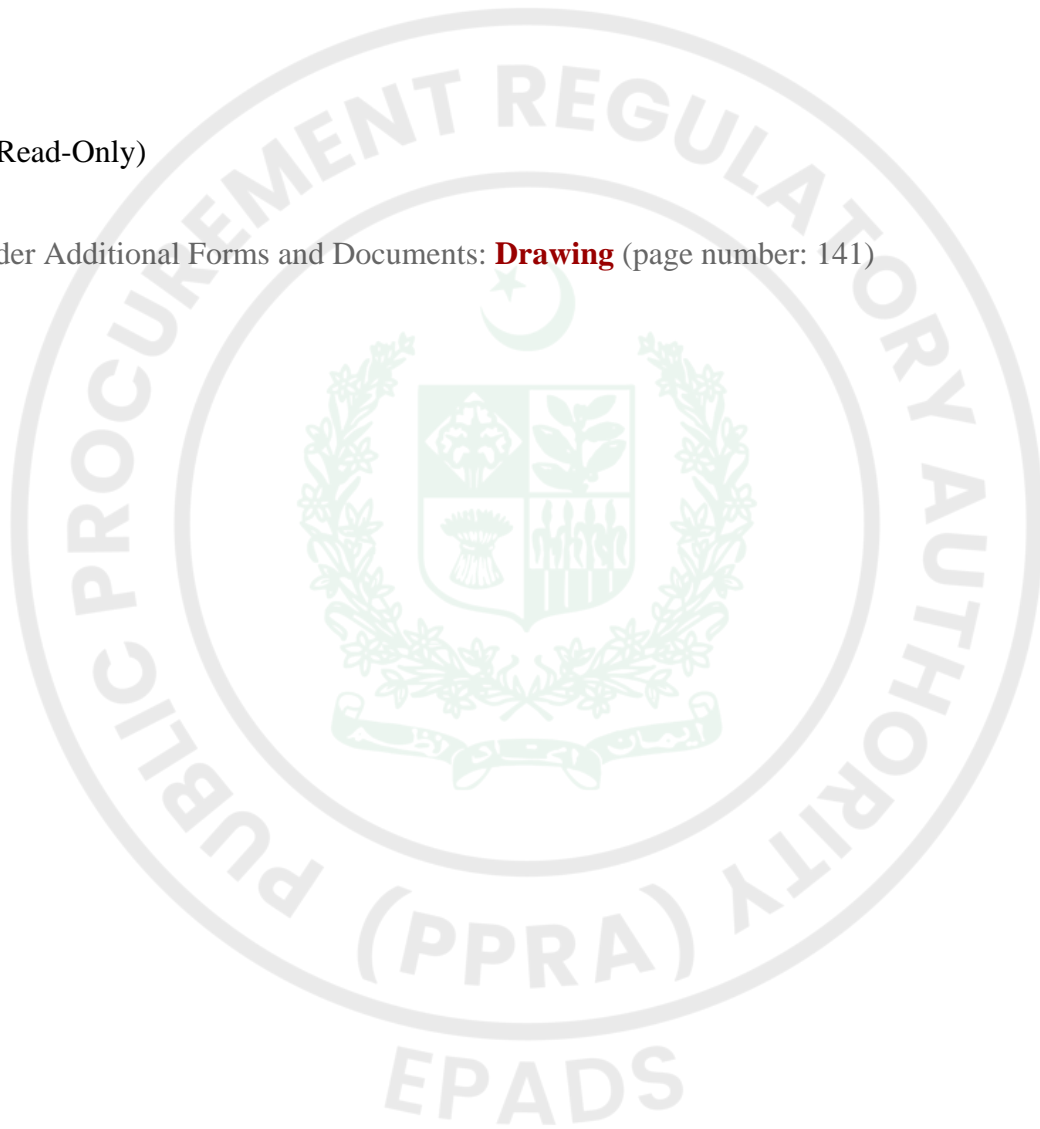 Read-Only)
der Additional Forms and Documents: Drawing (page number: 141)
PUBLIC PROCUREMENT REGULATORY AUTHORITY
(PPRA)
EPADS